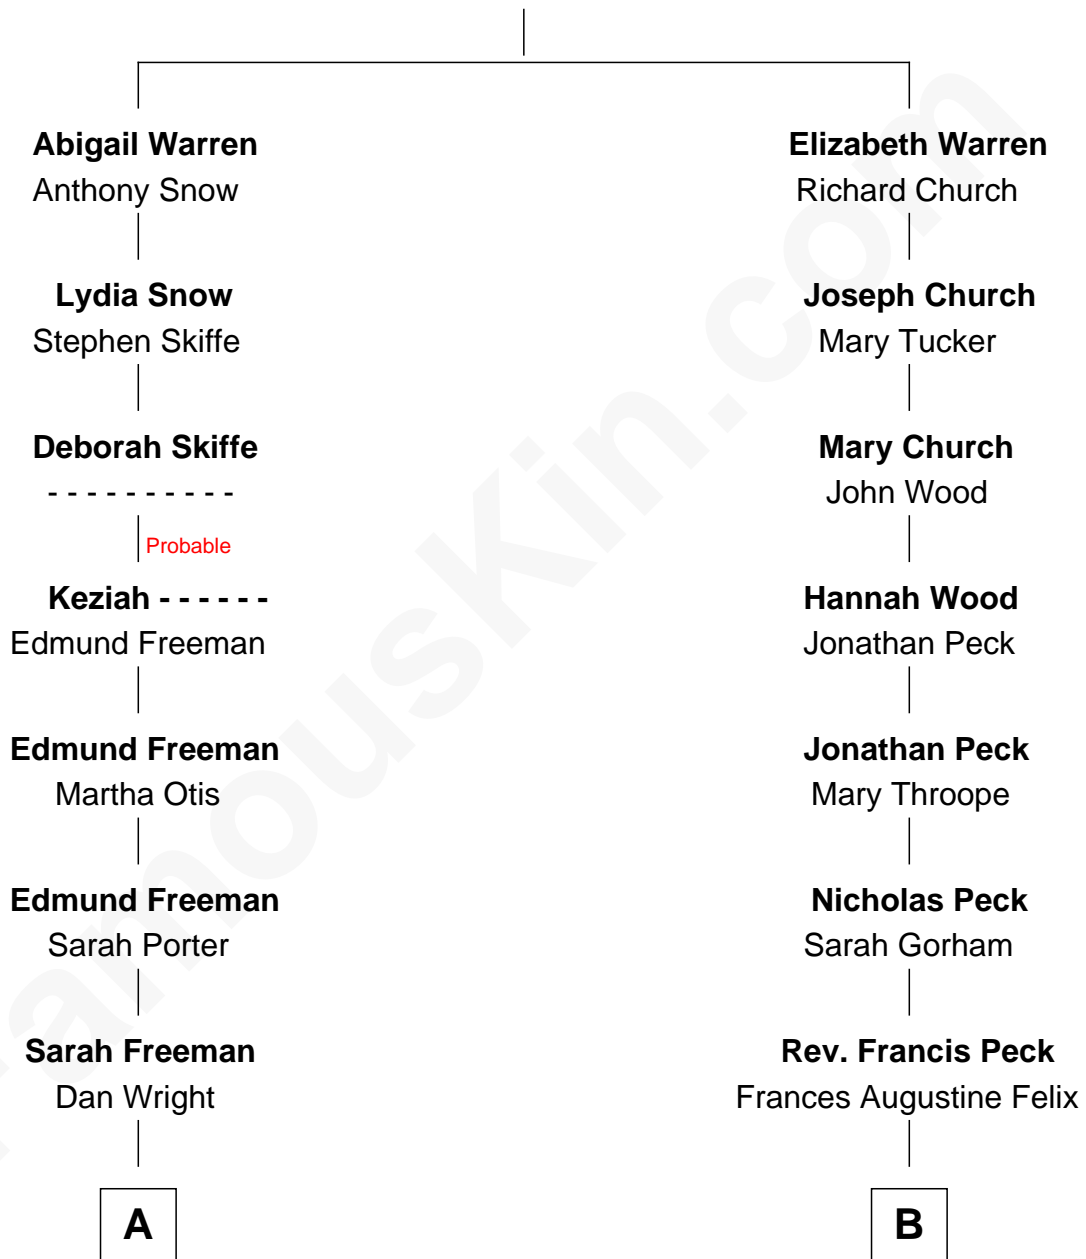 Abigail Warren
Anthony Snow
Lydia Snow
Stephen Skiffe
Deborah Skiffe
- - - - - - - - - -
Probable
Keziah - - - - - -
Edmund Freeman
Edmund Freeman
Martha Otis
Edmund Freeman
Sarah Porter
Sarah Freeman
Dan Wright
A
Elizabeth Warren
Richard Church
Joseph Church
Mary Tucker
Mary Church
John Wood
Hannah Wood
Jonathan Peck
Jonathan Peck
Mary Throope
Nicholas Peck
Sarah Gorham
Rev. Francis Peck
Frances Augustine Felix
B
FamousKin.com